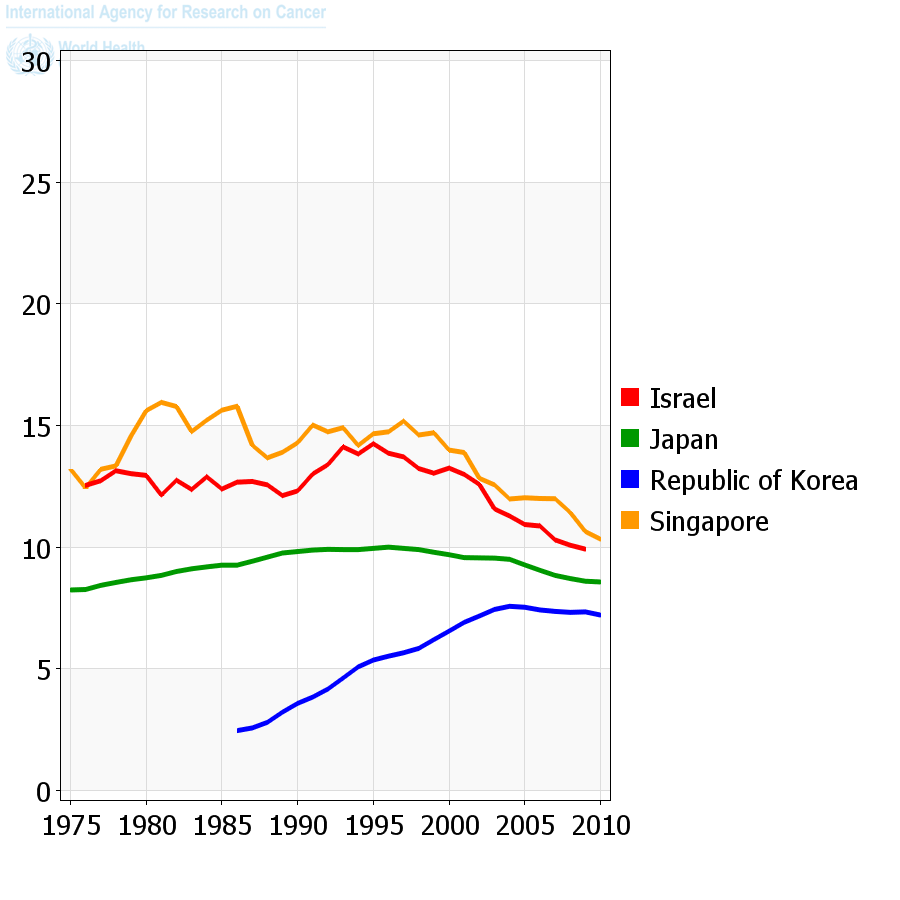 International Agency for Research on Cancer
World Health
30
25
20
15
10
5
0
1975 1980 1985 1990 1995 2000 2005 2010
Israel
Japan
Republic of Korea
Singapore